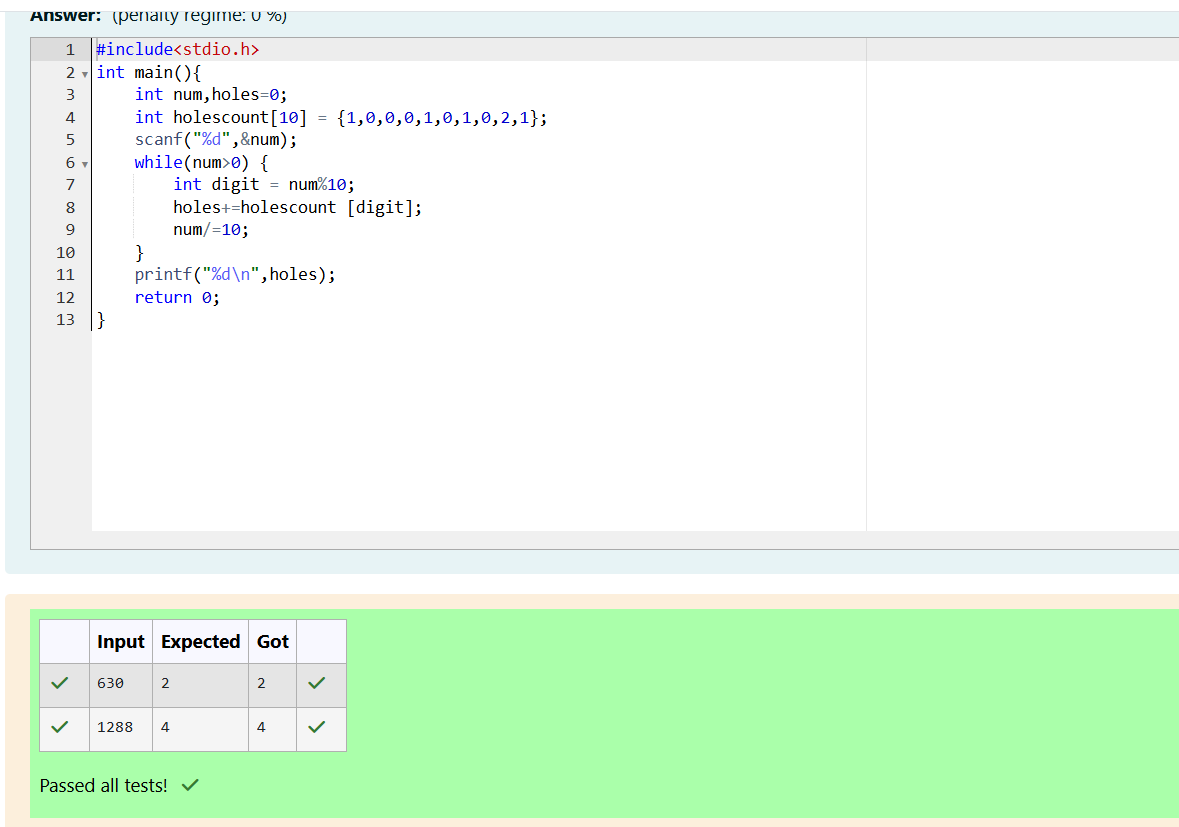 Answer: (penalty regime: 0 %)
1 #include<stdio.h>
2 int main(){
3     int num,holes=0;
4     int holescount[10] = {1,0,0,0,1,0,1,0,2,1};
5     scanf("%d",&num);
6     while(num>0) {
7         int digit = num%10;
8         holes+=holescount [digit];
9         num/=10;
10     }
11     printf("%d\n",holes);
12     return 0;
13 }
Input Expected Got
630 2 2
1288 4 4
Passed all tests!